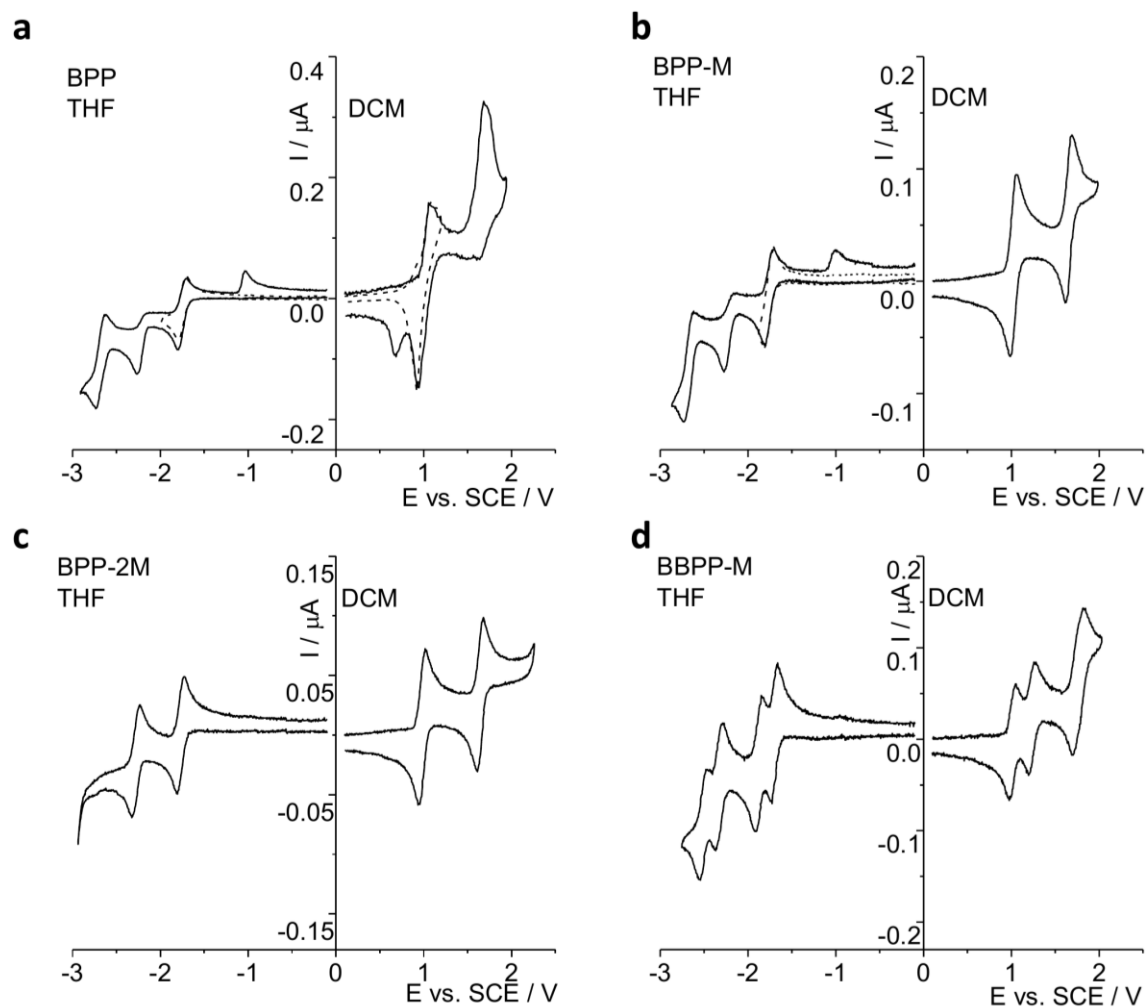 a
BPP
THF
DCM
I / μA
0.4
0.2
0.0
-0.2
-3 -2 -1 0 1 2
E vs. SCE / V
b
BPP-M
THF
DCM
I / μA
0.2
0.1
0.0
-0.1
-3 -2 -1 0 1 2
E vs. SCE / V
c
BPP-2M
THF
DCM
I / μA
0.15
0.05
-0.05
-0.15
-3 -2 -1 0 1 2
E vs. SCE / V
d
BBPP-M
THF
DCM
I / μA
0.2
0.1
0.0
-0.1
-0.2
-3 -2 -1 0 1 2
E vs. SCE / V